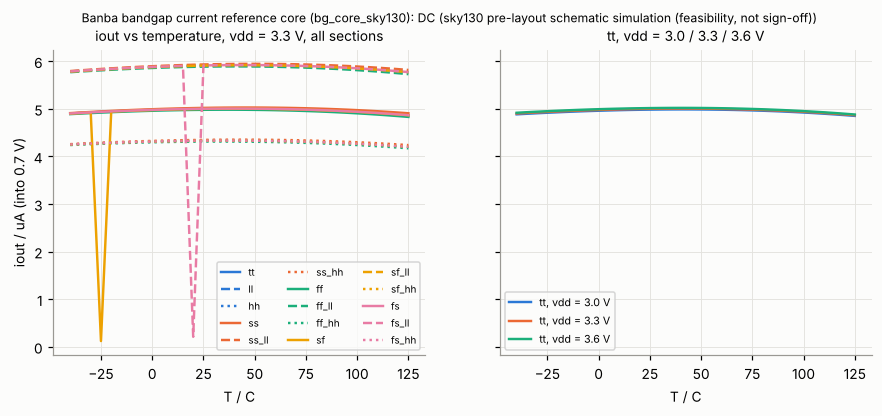 Banba bandgap current reference core (bg_core_sky130): DC (sky130 pre-layout schematic simulation (feasibility, not sign-off))
iout vs temperature, vdd = 3.3 V, all sections
tt, vdd = 3.0 / 3.3 / 3.6 V
iout / uA (into 0.7 V)
6
5
4
3
2
1
0
tt
ll
hh
ss
ss_ll
ss_hh
ff
ff_ll
ff_hh
sf
sf_ll
sf_hh
fs
fs_ll
fs_hh
−25
0
25
50
75
100
125
T / C
tt, vdd = 3.0 V
tt, vdd = 3.3 V
tt, vdd = 3.6 V
−25
0
25
50
75
100
125
T / C